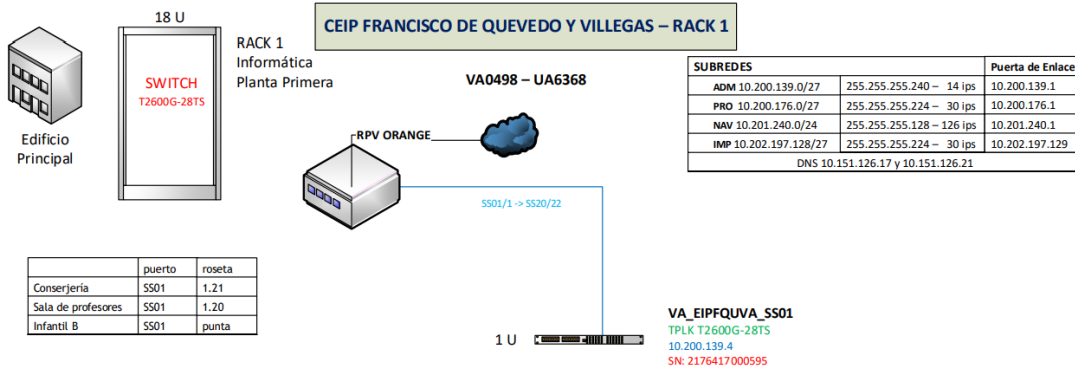 CEIP FRANCISCO DE QUEVEDO Y VILLEGAS – RACK 1
18 U
SWITCH
T2600G-28TS
RACK 1
Informática
Planta Primera
Edificio
Principal
VA0498 – UA6368
RPV ORANGE
SS01/1 -> SS20/22
SUBREDES Puerta de Enlace
ADM 10.200.139.0/27 255.255.255.240 – 14 ips 10.200.139.1
PRO 10.200.176.0/27 255.255.255.224 – 30 ips 10.200.176.1
NAV 10.201.240.0/24 255.255.255.128 – 126 ips 10.201.240.1
IMP 10.202.197.128/27 255.255.255.224 – 30 ips 10.202.197.129
DNS 10.151.126.17 y 10.151.126.21
puerto roseta
Conserjería SS01 1.21
Sala de profesores SS01 1.20
Infantil B SS01 punta
1 U
VA_EIPFQUVA_SS01
TPLK T2600G-28TS
10.200.139.4
SN: 2176417000595